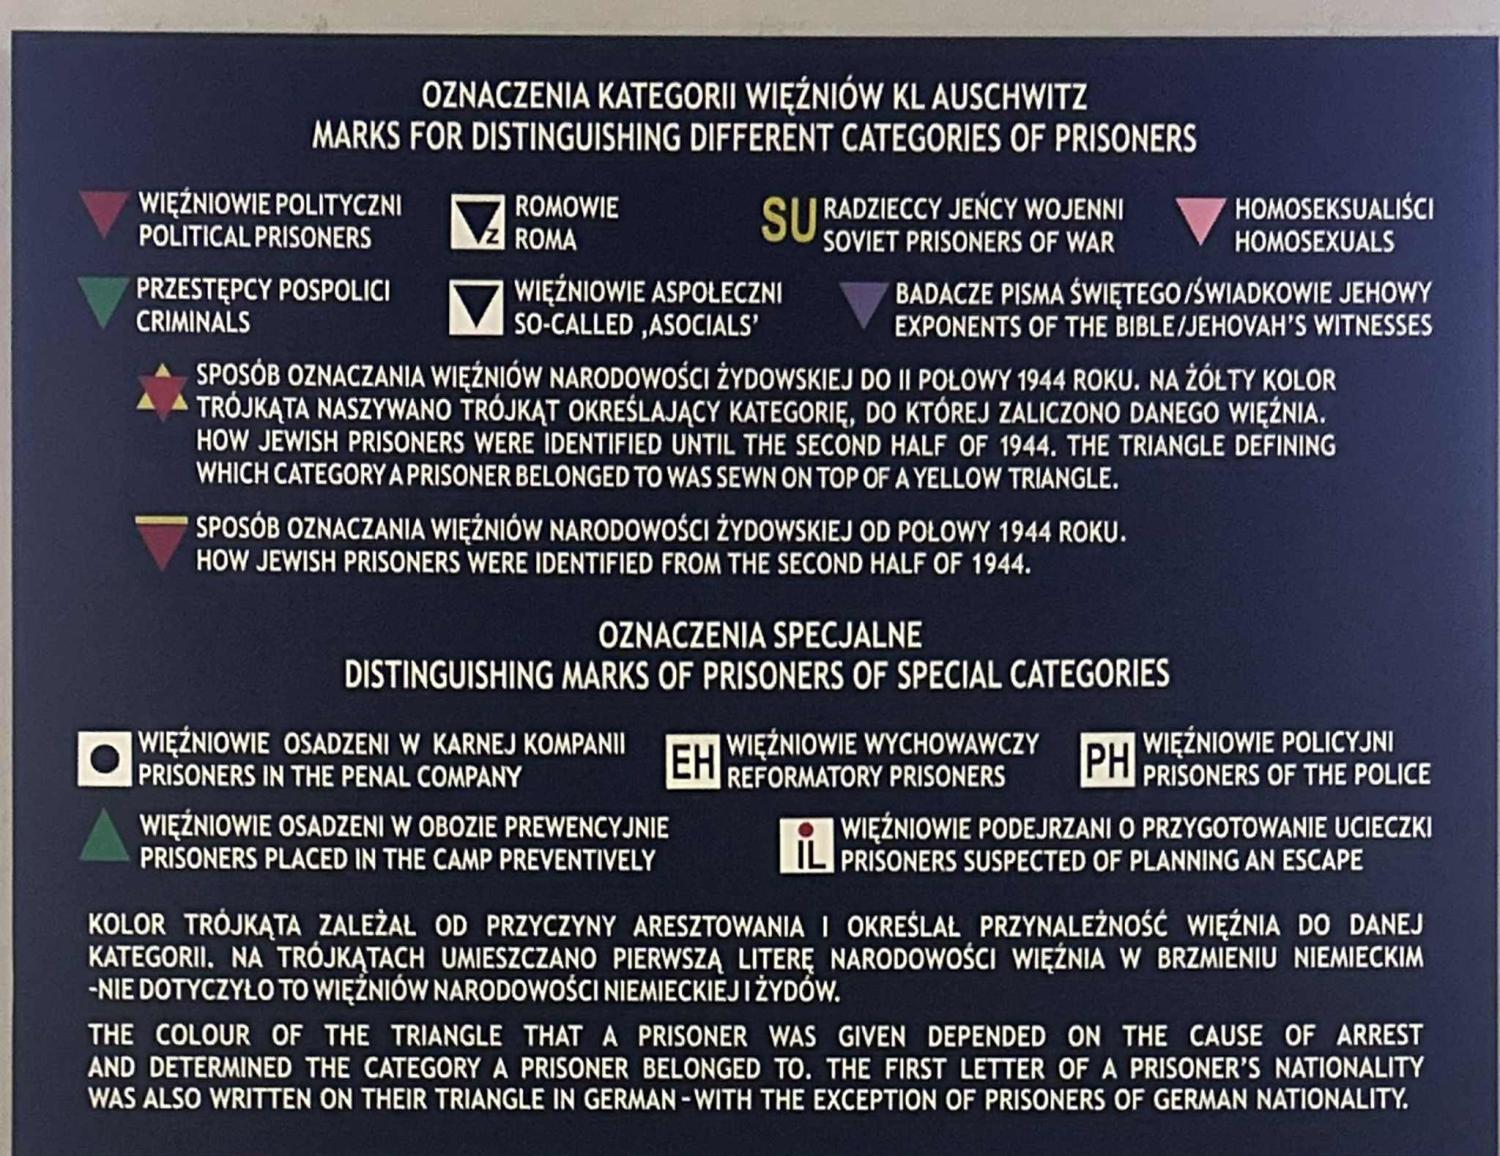 OZNACZENIA KATEGORII WIĘŹNIÓW KL AUSCHWITZ
MARKS FOR DISTINGUISHING DIFFERENT CATEGORIES OF PRISONERS
WIĘŹNIOWIE POLITYCZNI
POLITICAL PRISONERS
Z
ROMOWIE
ROMA
SU
RADZIECCY JEŃCY WOJENNI
SOVIET PRISONERS OF WAR
HOMOSEKSUALIŚCI
HOMOSEXUALS
PRZESTĘPCY POSPOLICI
CRIMINALS
WIĘŹNIOWIE ASPOŁECZNI
SO-CALLED ‚ASOCIALS’
BADACZE PISMA ŚWIĘTEGO/ŚWIADKOWIE JEHOWY
EXPONENTS OF THE BIBLE/JEHOVAH'S WITNESSES
SPOSÓB OZNACZANIA WIĘŹNIÓW NARODOWOŚCI ŻYDOWSKIEJ DO II POŁOWY 1944 ROKU. NA ŻÓŁTY KOLOR
TRÓJKĄTA NASZYWANO TRÓJKĄT OKREŚLAJĄCY KATEGORIĘ, DO KTÓREJ ZALICZONO DANEGO WIĘŹNIA.
HOW JEWISH PRISONERS WERE IDENTIFIED UNTIL THE SECOND HALF OF 1944. THE TRIANGLE DEFINING
WHICH CATEGORY A PRISONER BELONGED TO WAS SEWN ON TOP OF A YELLOW TRIANGLE.
SPOSÓB OZNACZANIA WIĘŹNIÓW NARODOWOŚCI ŻYDOWSKIEJ OD POŁOWY 1944 ROKU.
HOW JEWISH PRISONERS WERE IDENTIFIED FROM THE SECOND HALF OF 1944.
OZNACZENIA SPECJALNE
DISTINGUISHING MARKS OF PRISONERS OF SPECIAL CATEGORIES
WIĘŹNIOWIE OSADZENI W KARNEJ KOMPANII
PRISONERS IN THE PENAL COMPANY
EH
WIĘŹNIOWIE WYCHOWAWCZY
REFORMATORY PRISONERS
PH
WIĘŹNIOWIE POLICYJNI
PRISONERS OF THE POLICE
WIĘŹNIOWIE OSADZENI W OBOZIE PREWENCYJNIE
PRISONERS PLACED IN THE CAMP PREVENTIVELY
iL
WIĘŹNIOWIE PODEJRZANI O PRZYGOTOWANIE UCIECZKI
PRISONERS SUSPECTED OF PLANNING AN ESCAPE
KOLOR TRÓJKĄTA ZALEŻAŁ OD PRZYCZYNY ARESZTOWANIA I OKREŚLAŁ PRZYNALEŻNOŚĆ WIĘŹNIA DO DANEJ
KATEGORII. NA TRÓJKĄTACH UMIESZCZANO PIERWSZĄ LITERĘ NARODOWOŚCI WIĘŹNIA W BRZMIENIU NIEMIECKIM
-NIE DOTYCZYŁO TO WIĘŹNIÓW NARODOWOŚCI NIEMIECKIEJ I ŻYDÓW.
THE COLOUR OF THE TRIANGLE THAT A PRISONER WAS GIVEN DEPENDED ON THE CAUSE OF ARREST
AND DETERMINED THE CATEGORY A PRISONER BELONGED TO. THE FIRST LETTER OF A PRISONER'S NATIONALITY
WAS ALSO WRITTEN ON THEIR TRIANGLE IN GERMAN - WITH THE EXCEPTION OF PRISONERS OF GERMAN NATIONALITY.